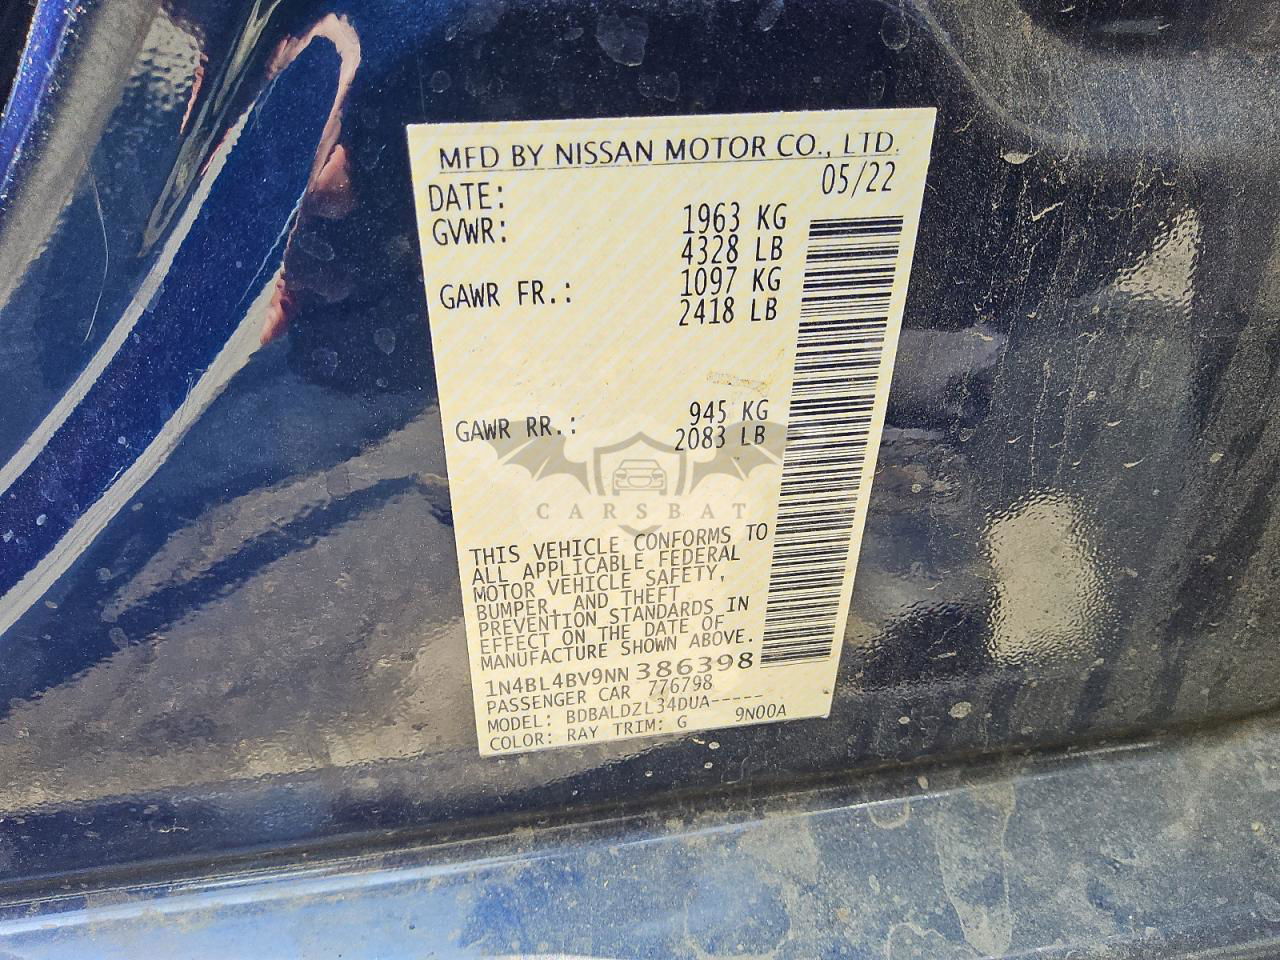 MFD BY NISSAN MOTOR CO., LTD.
DATE: 05/22
GVWR: 1963 KG
4328 LB
GAWR FR.: 1097 KG
2418 LB
GAWR RR.: 945 KG
2083 LB
CARSBAT
THIS VEHICLE CONFORMS TO
ALL APPLICABLE FEDERAL
MOTOR VEHICLE SAFETY,
BUMPER, AND THEFT
PREVENTION STANDARDS IN
EFFECT ON THE DATE OF
MANUFACTURE SHOWN ABOVE.
1N4BL4BV9NN386398
PASSENGER CAR 776798
MODEL: BDBALDZL34DUA-----
COLOR: RAY TRIM: G 9N00A